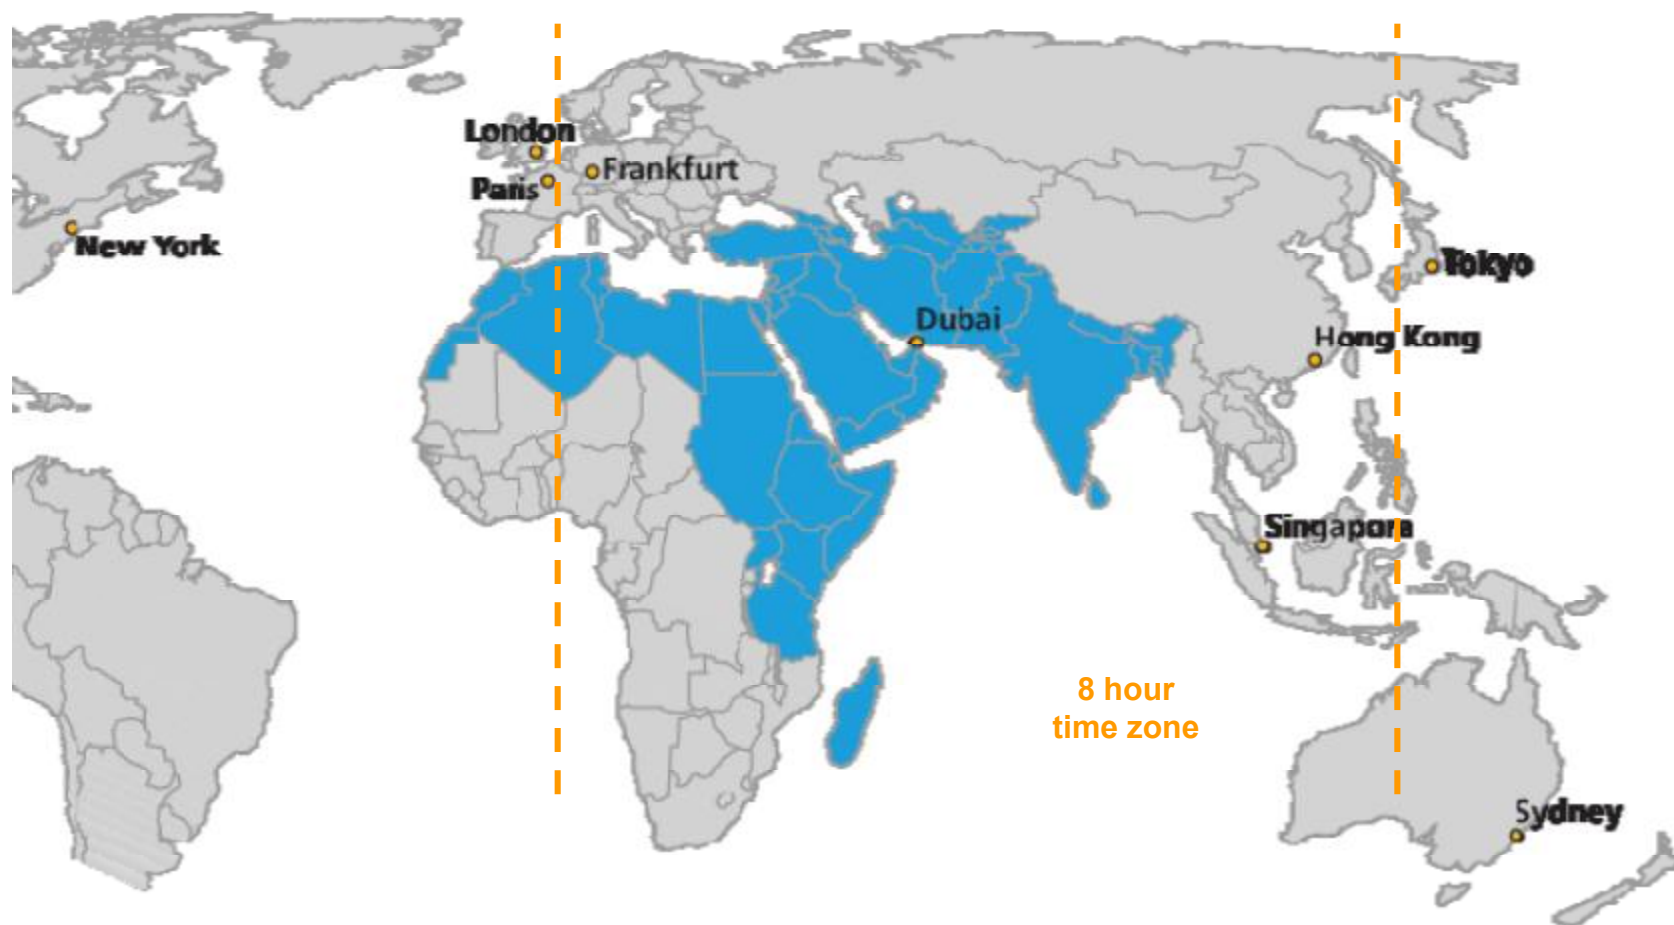 London
Frankfurt
Paris
New York
Tokyo
Dubai
Hong Kong
Singapore
8 hour
time zone
Sydney